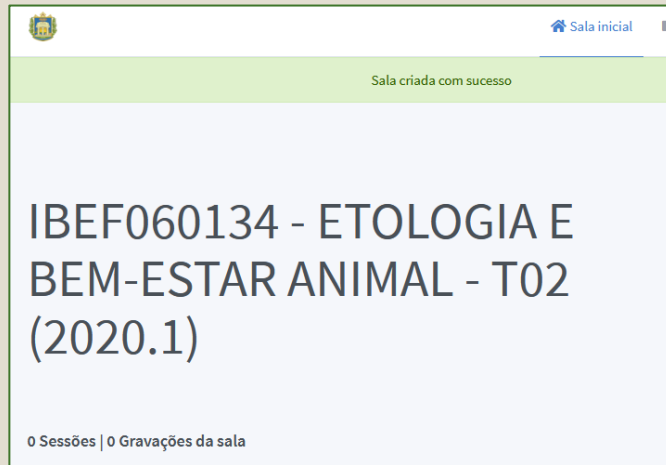 Sala inicial
Sala criada com sucesso
IBEF060134 - ETOLOGIA E
BEM-ESTAR ANIMAL - T02
(2020.1)
0 Sessões | 0 Gravações da sala